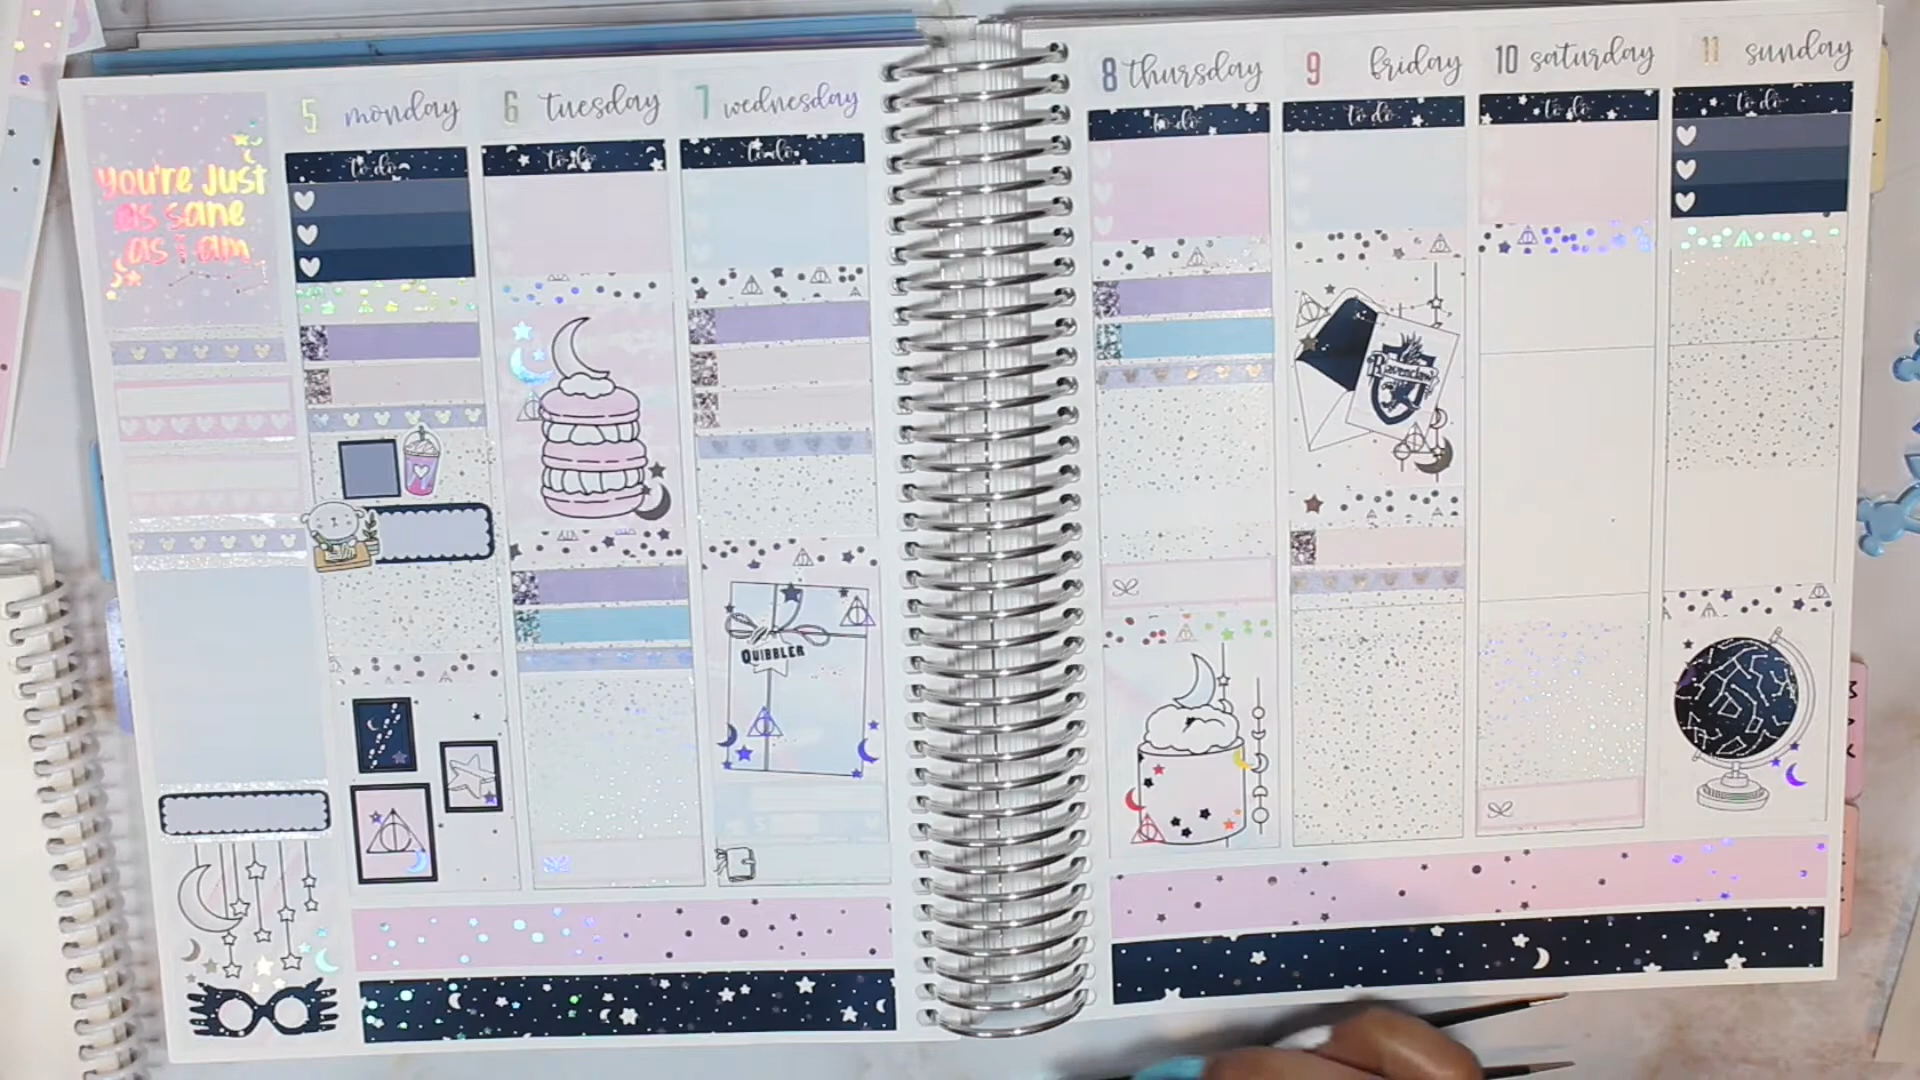 you're just
as sane
as i am
5 monday
6 tuesday
7 wednesday
8 thursday
9 friday
10 saturday
11 sunday
to do
to do
to do
to do
to do
to do
to do
Ravenclaw
QUIBBLER